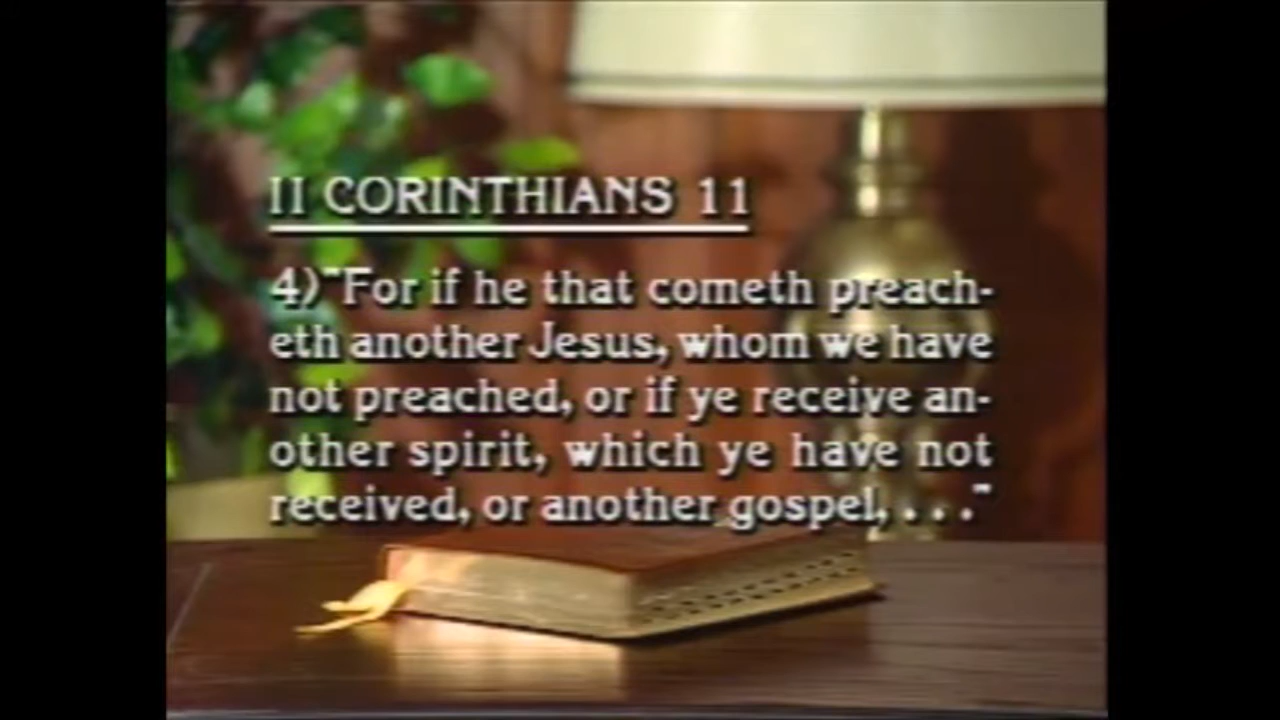 II CORINTHIANS 11
4)"For if he that cometh preach-
eth another Jesus, whom we have
not preached, or if ye receive an-
other spirit, which ye have not
received, or another gospel, . . ."